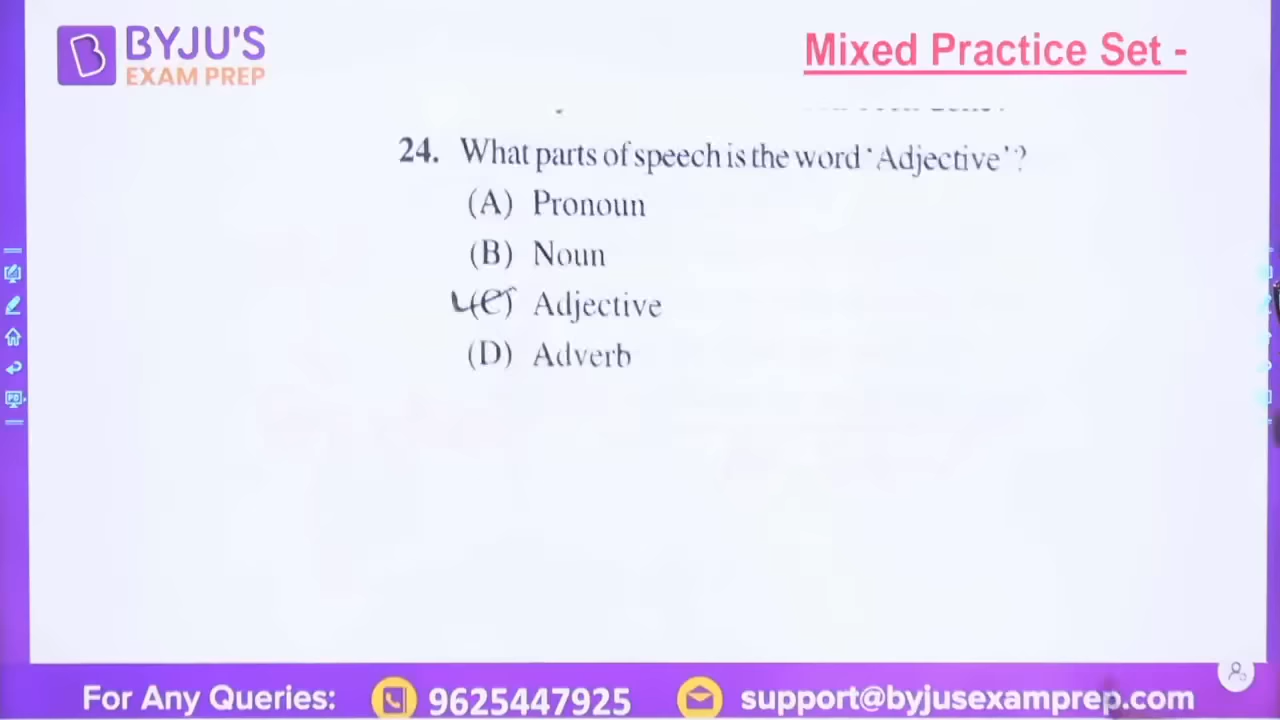 BYJU'S
EXAM PREP
Mixed Practice Set -
24. What parts of speech is the word 'Adjective'?
(A) Pronoun
(B) Noun
(C) Adjective
(D) Adverb
For Any Queries: 9625447925 support@byjusexamprep.com